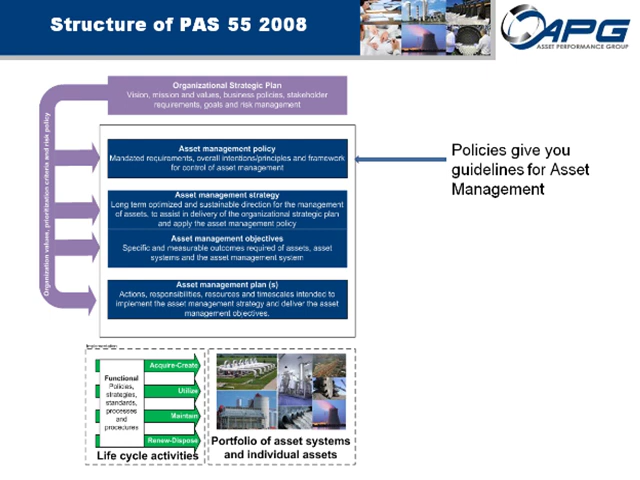 Structure of PAS 55 2008
APG
ASSET PERFORMANCE GROUP
Organizational Strategic Plan
Vision, mission and values, business policies, stakeholder
requirements, goals and risk management
Organization values, prioritization criteria and risk policy
Asset management policy
Mandated requirements, overall intentions/principles and framework
for control of asset management
Policies give you
guidelines for Asset
Management
Asset management strategy
Long term optimized and sustainable direction for the management
of assets, to assist in delivery of the organizational strategic plan
and apply the asset management policy
Asset management objectives
Specific and measurable outcomes required of assets, asset
systems and the asset management system
Asset management plan (s)
Actions, responsibilities, resources and timescales intended to
implement the asset management strategy and deliver the asset
management objectives.
Implementation
Functional
Policies,
strategies,
standards,
processes
and
procedures
Acquire-Create
Utilize
Maintain
Renew-Dispose
Life cycle activities
Portfolio of asset systems
and individual assets